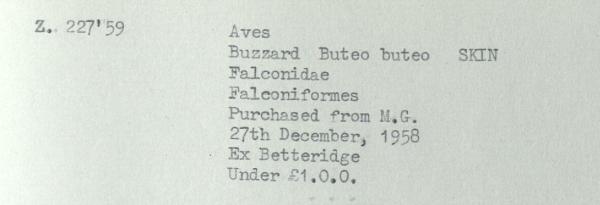 Z. 227'59
Aves
Buzzard Buteo buteo SKIN
Falconidae
Falconiformes
Purchased from M.G.
27th December, 1958
Ex Betteridge
Under £1.0.0.